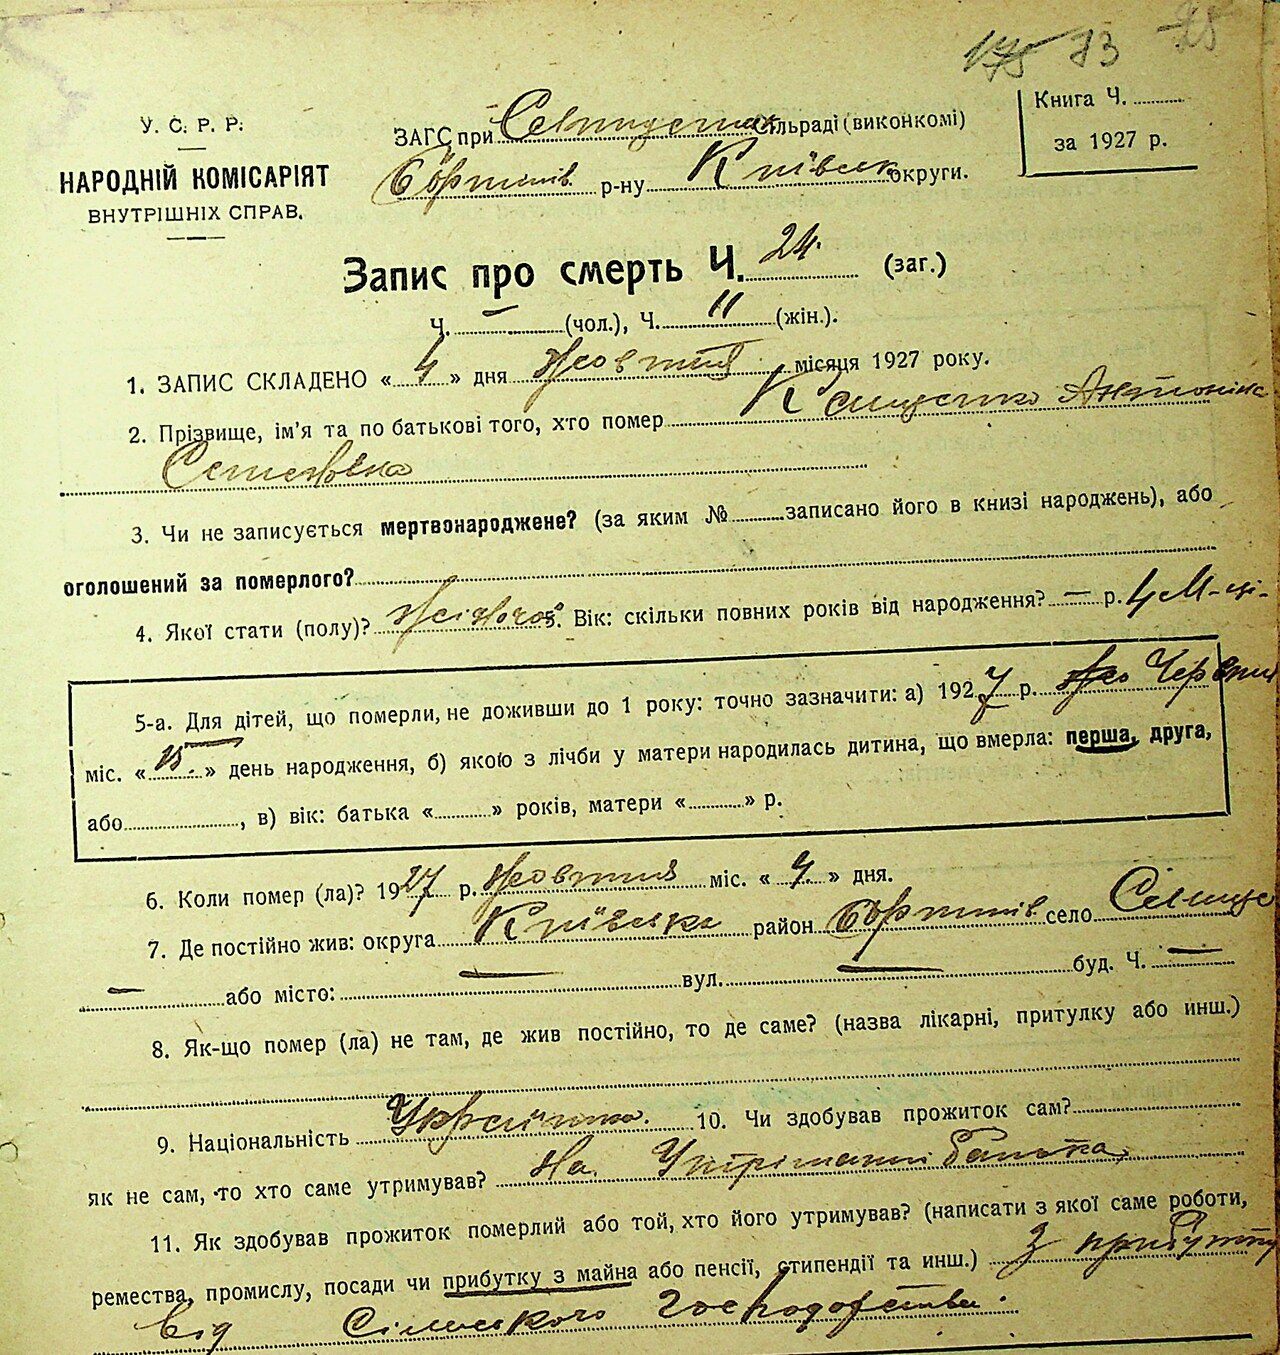 175 73 25
У. С. Р. Р.
НАРОДНІЙ КОМІСАРІЯТ
ВНУТРІШНІХ СПРАВ.
ЗАГС при Сільраді (виконкомі)
р-ну Київськ округи.
Книга Ч.
за 1927 р.
Запис про смерть Ч. 24. (заг.)
Ч. — (чол.), Ч. 11 (жін.).
1. ЗАПИС СКЛАДЕНО « 4 » дня Жовтня місяця 1927 року.
2. Прізвище, ім'я та по батькові того, хто помер Антоніна
Семеновна
3. Чи не записується мертвонароджене? (за яким № записано його в книзі народжень), або
оголошений за померлого?
4. Якої стати (полу)? Жіночої. Вік: скільки повних років від народження? — р. 4 М-ці-
5-а. Для дітей, що померли, не доживши до 1 року: точно зазначити: а) 1927 р. Червня
міс. « 15. » день народження, б) якою з лічби у матери народилась дитина, що вмерла: перша, друга,
або , в) вік: батька « » років, матери « » р.
6. Коли помер (ла)? 1927 р. Жовтня міс. « 4. » дня.
7. Де постійно жив: округа Київська район село
— або місто: — вул. — буд. Ч. —
8. Як-що помер (ла) не там, де жив постійно, то де саме? (назва лікарні, притулку або инш.)
9. Національність Українка. 10. Чи здобував прожиток сам?
як не сам, то хто саме утримував? На Утріманні батька,
11. Як здобував прожиток померлий або той, хто його утримував? (написати з якої саме роботи,
ремества, промислу, посади чи прибутку з майна або пенсії, стипендії та инш.) З прибутку
від Сільського Господарства.